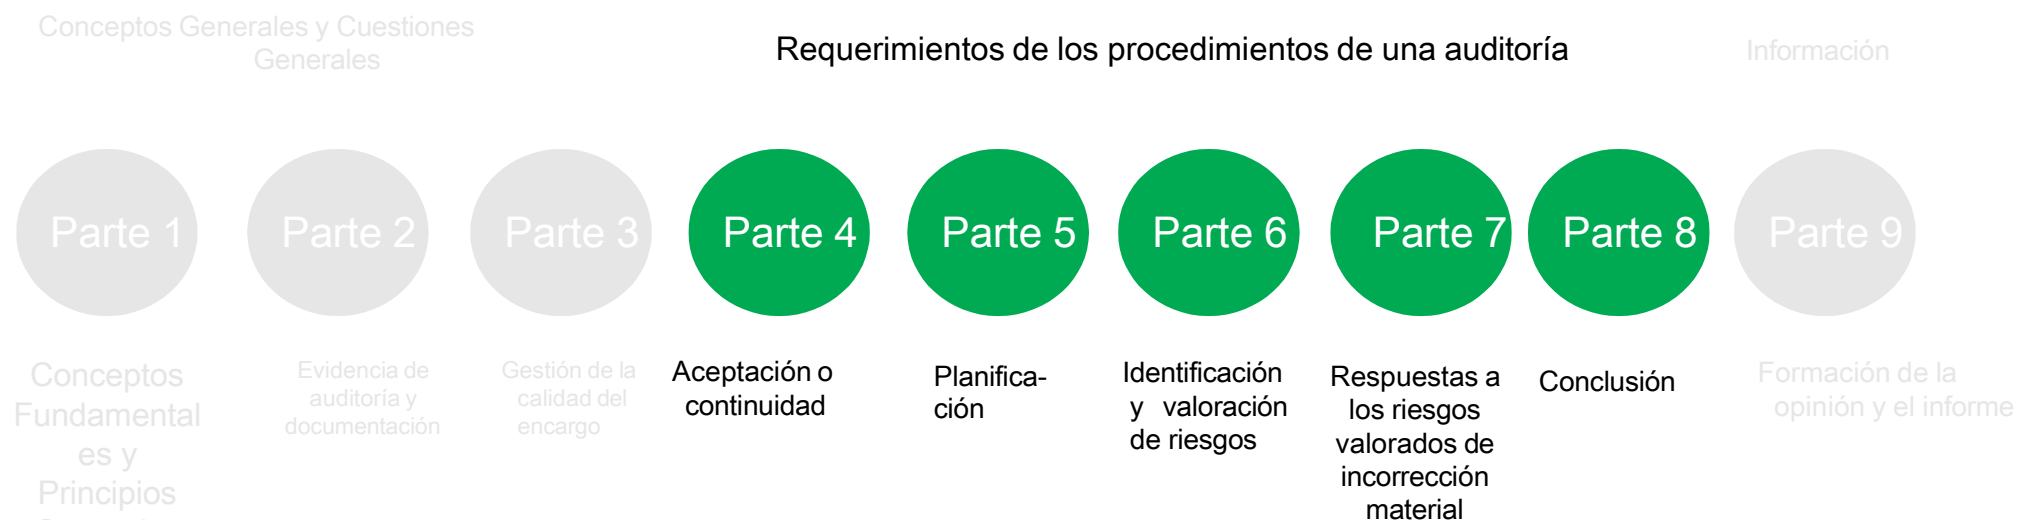 Conceptos Generales y Cuestiones
Generales
Requerimientos de los procedimientos de una auditoría
Información
Parte 1
Parte 2
Parte 3
Parte 4
Parte 5
Parte 6
Parte 7
Parte 8
Parte 9
Conceptos
Fundamental
es y
Principios
Evidencia de
auditoría y
documentación
Gestión de la
calidad del
encargo
Aceptación o
continuidad
Planifica-
ción
Identificación
y valoración
de riesgos
Respuestas a
los riesgos
valorados de
incorrección
material
Conclusión
Formación de la
opinión y el informe